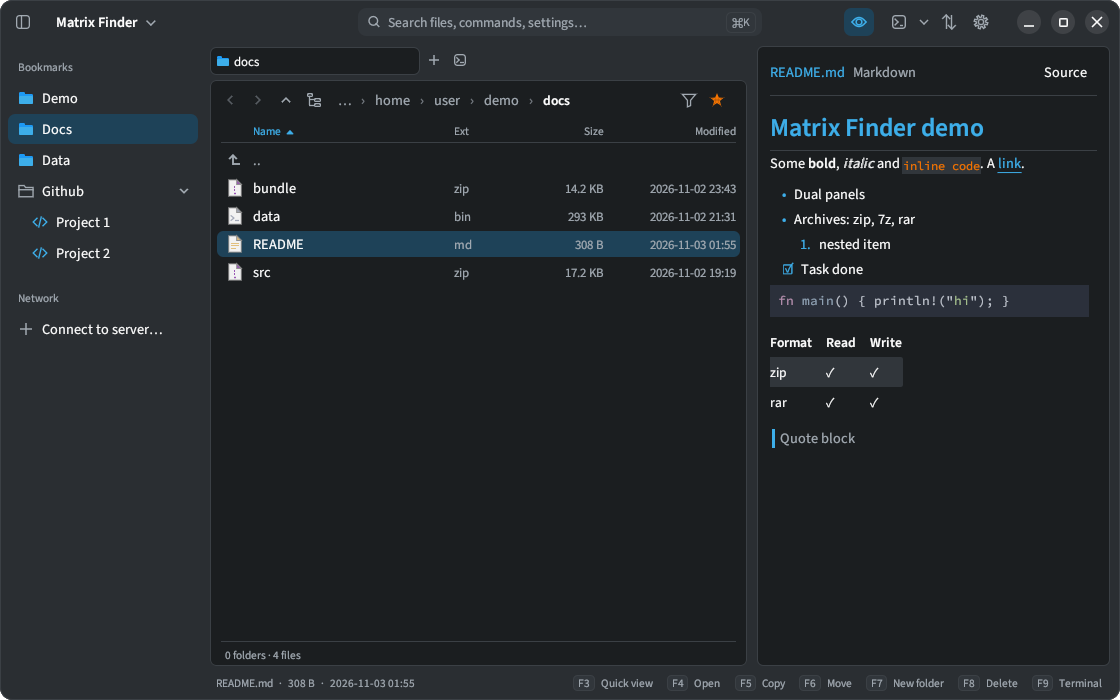 Matrix Finder
Search files, commands, settings… ⌘K
Bookmarks
Demo
Docs
Data
Github
Project 1
Project 2
Network
Connect to server…
docs
… › home › user › demo › docs
Name Ext Size Modified
..
bundle zip 14.2 KB 2026-11-02 23:43
data bin 293 KB 2026-11-02 21:31
README md 308 B 2026-11-03 01:55
src zip 17.2 KB 2026-11-02 19:19
0 folders · 4 files
README.md Markdown Source
Matrix Finder demo
Some bold, italic and inline code. A link.
• Dual panels
• Archives: zip, 7z, rar
1. nested item
Task done
fn main() { println!("hi"); }
Format Read Write
zip ✓ ✓
rar ✓ ✓
Quote block
README.md · 308 B · 2026-11-03 01:55
F3 Quick view F4 Open F5 Copy F6 Move F7 New folder F8 Delete F9 Terminal